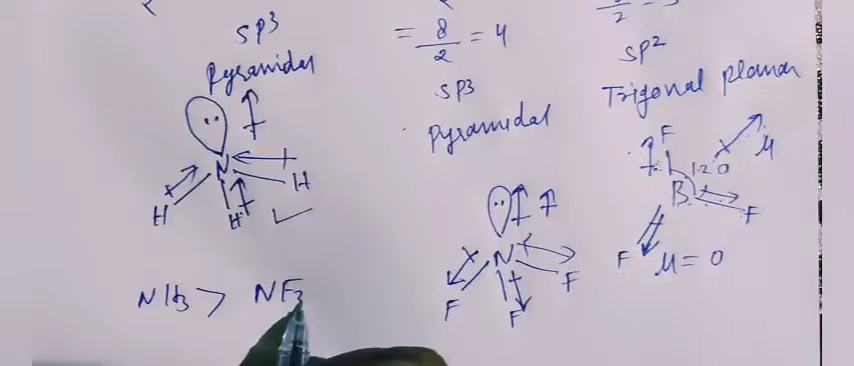 SP³
Pyramidal
N
H
H
H
NH₃ > NF₃
= 8/2 = 4
SP3
Pyramidal
N
F
F
F
SP²
Trigonal planar
F
μ
120
B
F
F
μ = 0